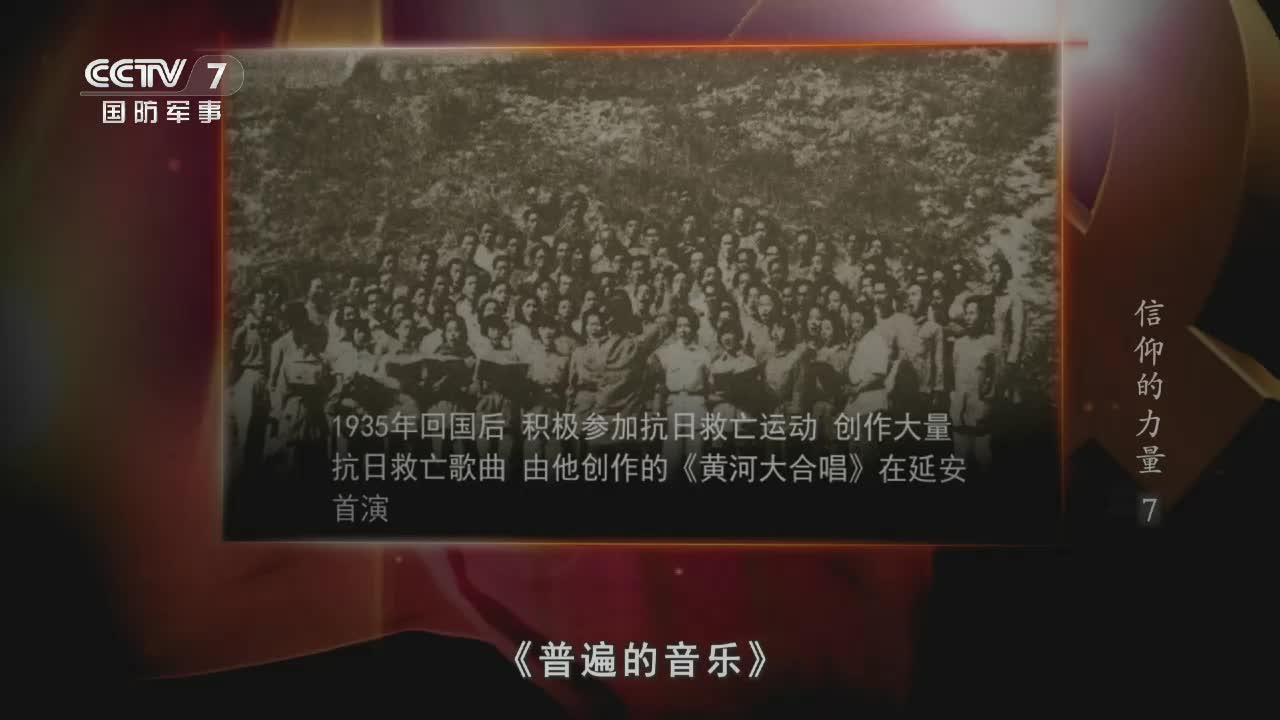 CCTV 7
国防军事
1935年回国后 积极参加抗日救亡运动 创作大量
抗日救亡歌曲 由他创作的《黄河大合唱》在延安
首演
信仰的力量 7
《普遍的音乐》